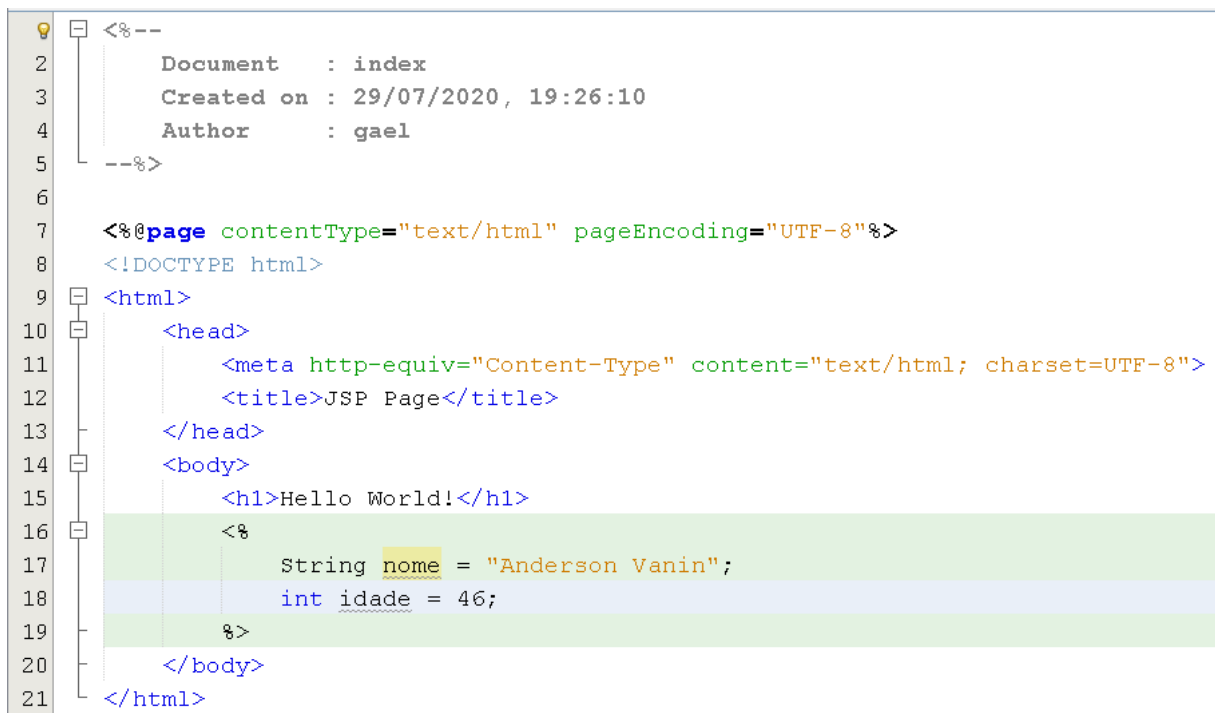 <%--
2 Document : index
3 Created on : 29/07/2020, 19:26:10
4 Author : gael
5 --%>
6
7 <%@page contentType="text/html" pageEncoding="UTF-8"%>
8 <!DOCTYPE html>
9 <html>
10 <head>
11 <meta http-equiv="Content-Type" content="text/html; charset=UTF-8">
12 <title>JSP Page</title>
13 </head>
14 <body>
15 <h1>Hello World!</h1>
16 <%
17 String nome = "Anderson Vanin";
18 int idade = 46;
19 %>
20 </body>
21 </html>